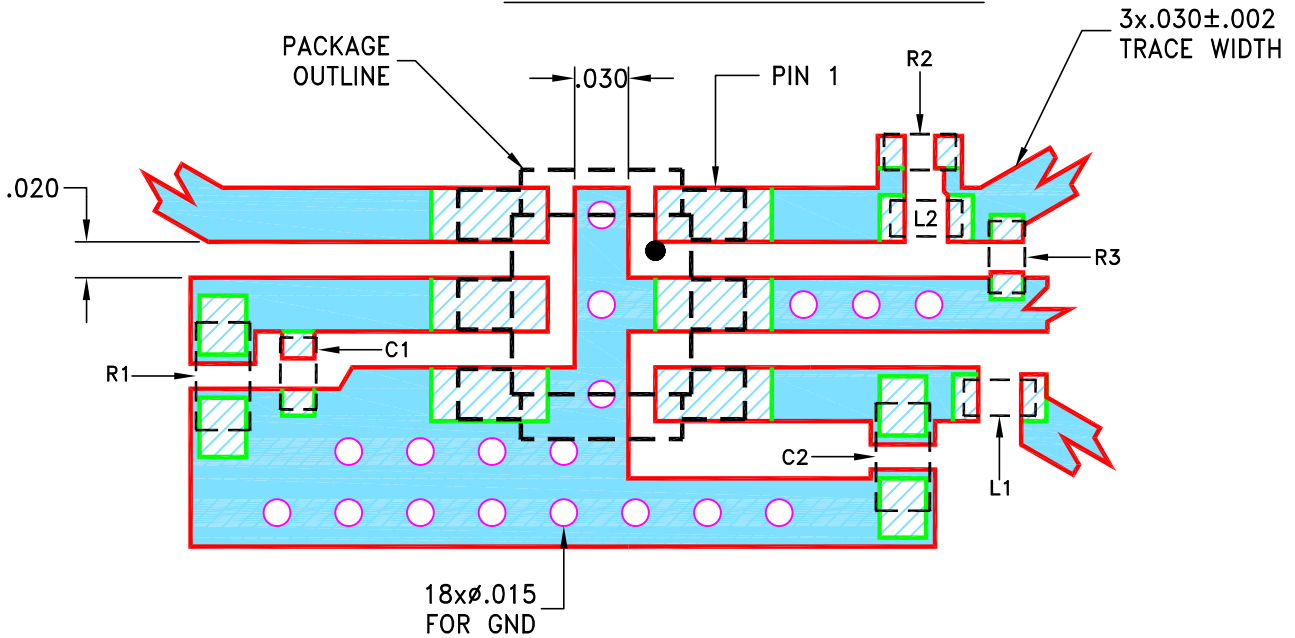 3x.030±.002
TRACE WIDTH
PACKAGE
OUTLINE
R2
.030
PIN 1
.020
L2
R3
C1
R1
C2
L1
18xø.015
FOR GND